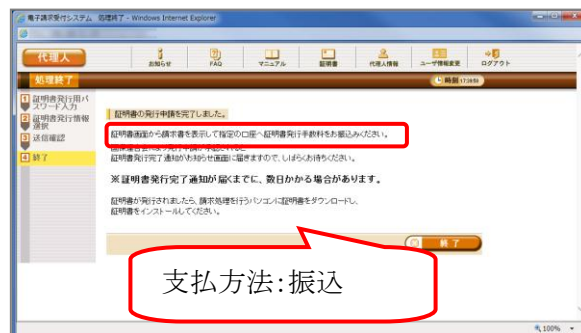 電子請求受付システム 処理終了 - Windows Internet Explorer
代理人
お知らせ
FAQ
マニュアル
証明書
代理人情報
ユーザ情報変更
ログアウト
処理終了
時刻
1 証明書発行用パスワード入力
2 証明書発行情報選択
3 送信確認
4 終了
証明書の発行申請を完了しました。
証明書画面から請求書を表示して指定の口座へ証明書発行手数料をお振込みください。
証明書発行完了通知がお知らせ画面に届きますので、しばらくお待ちください。
※証明書発行完了通知が届くまでに、数日かかる場合があります。
証明書が発行されましたら、請求処理を行うパソコンに証明書をダウンロードし、
証明書をインストールしてください。
終了
支払方法:振込
100%